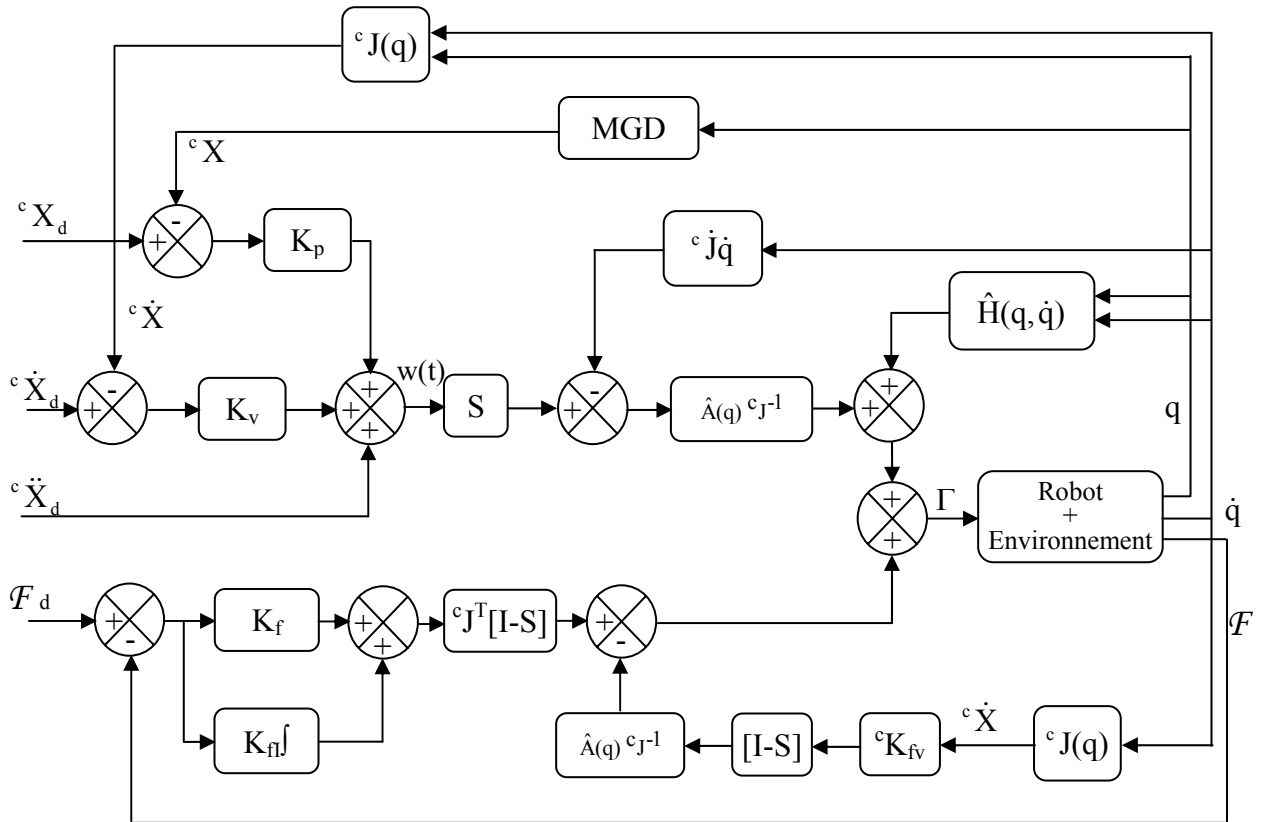 ᶜJ(q)
MGD
ᶜX
-
ᶜX_d
+
K_p
ᶜJ̇q̇
Ĥ(q, q̇)
ᶜẊ
w(t)
ᶜẊ_d
-
+
K_v
+
+
+
S
-
+
Â(q) ᶜJ⁻¹
+
+
q
ᶜẌ_d
+
+
Γ
Robot
+
Environnement
q̇
ℱ_d
+
-
K_f
+
+
ᶜJᵀ[I-S]
+
-
ℱ
K_fI∫
Â(q) ᶜJ⁻¹
[I-S]
ᶜK_fv
ᶜẊ
ᶜJ(q)